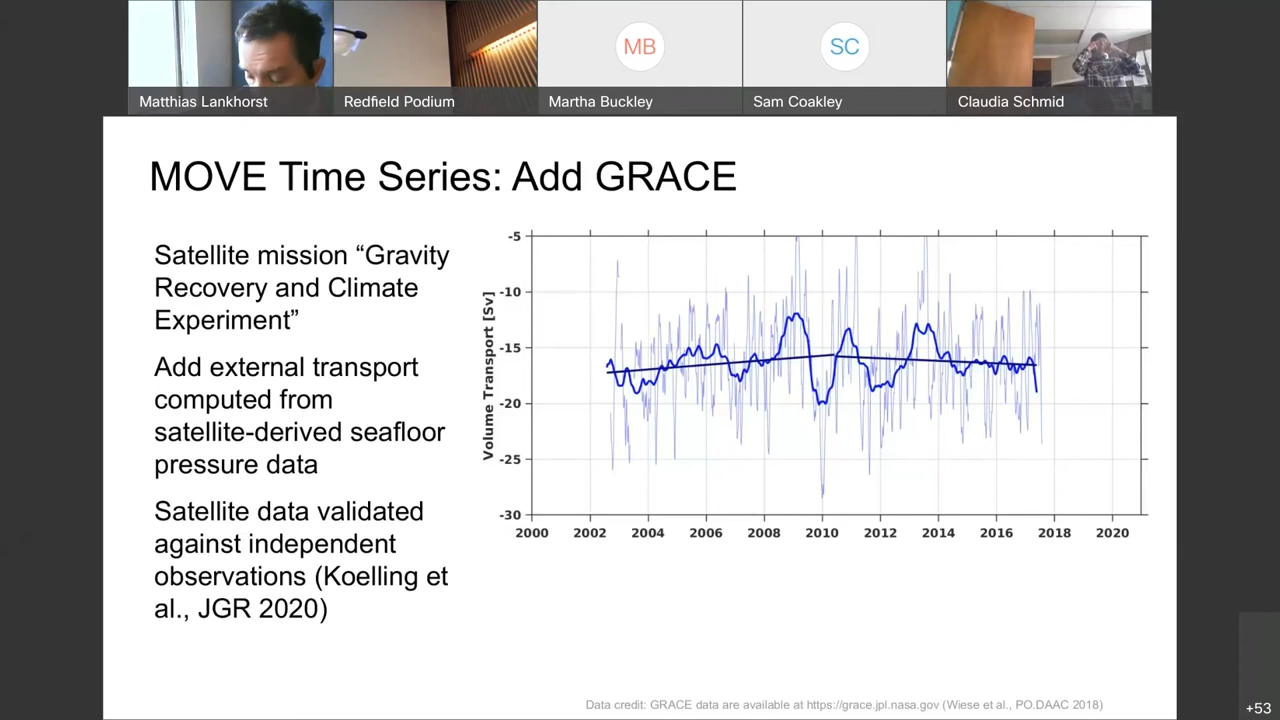 MB
SC
Matthias Lankhorst
Redfield Podium
Martha Buckley
Sam Coakley
Claudia Schmid
MOVE Time Series: Add GRACE
Satellite mission “Gravity
Recovery and Climate
Experiment”
Add external transport
computed from
satellite-derived seafloor
pressure data
Satellite data validated
against independent
observations (Koelling et
al., JGR 2020)
Volume Transport [Sv]
-5
-10
-15
-20
-25
-30
2000 2002 2004 2006 2008 2010 2012 2014 2016 2018 2020
Data credit: GRACE data are available at https://grace.jpl.nasa.gov (Wiese et al., PO.DAAC 2018)
+53